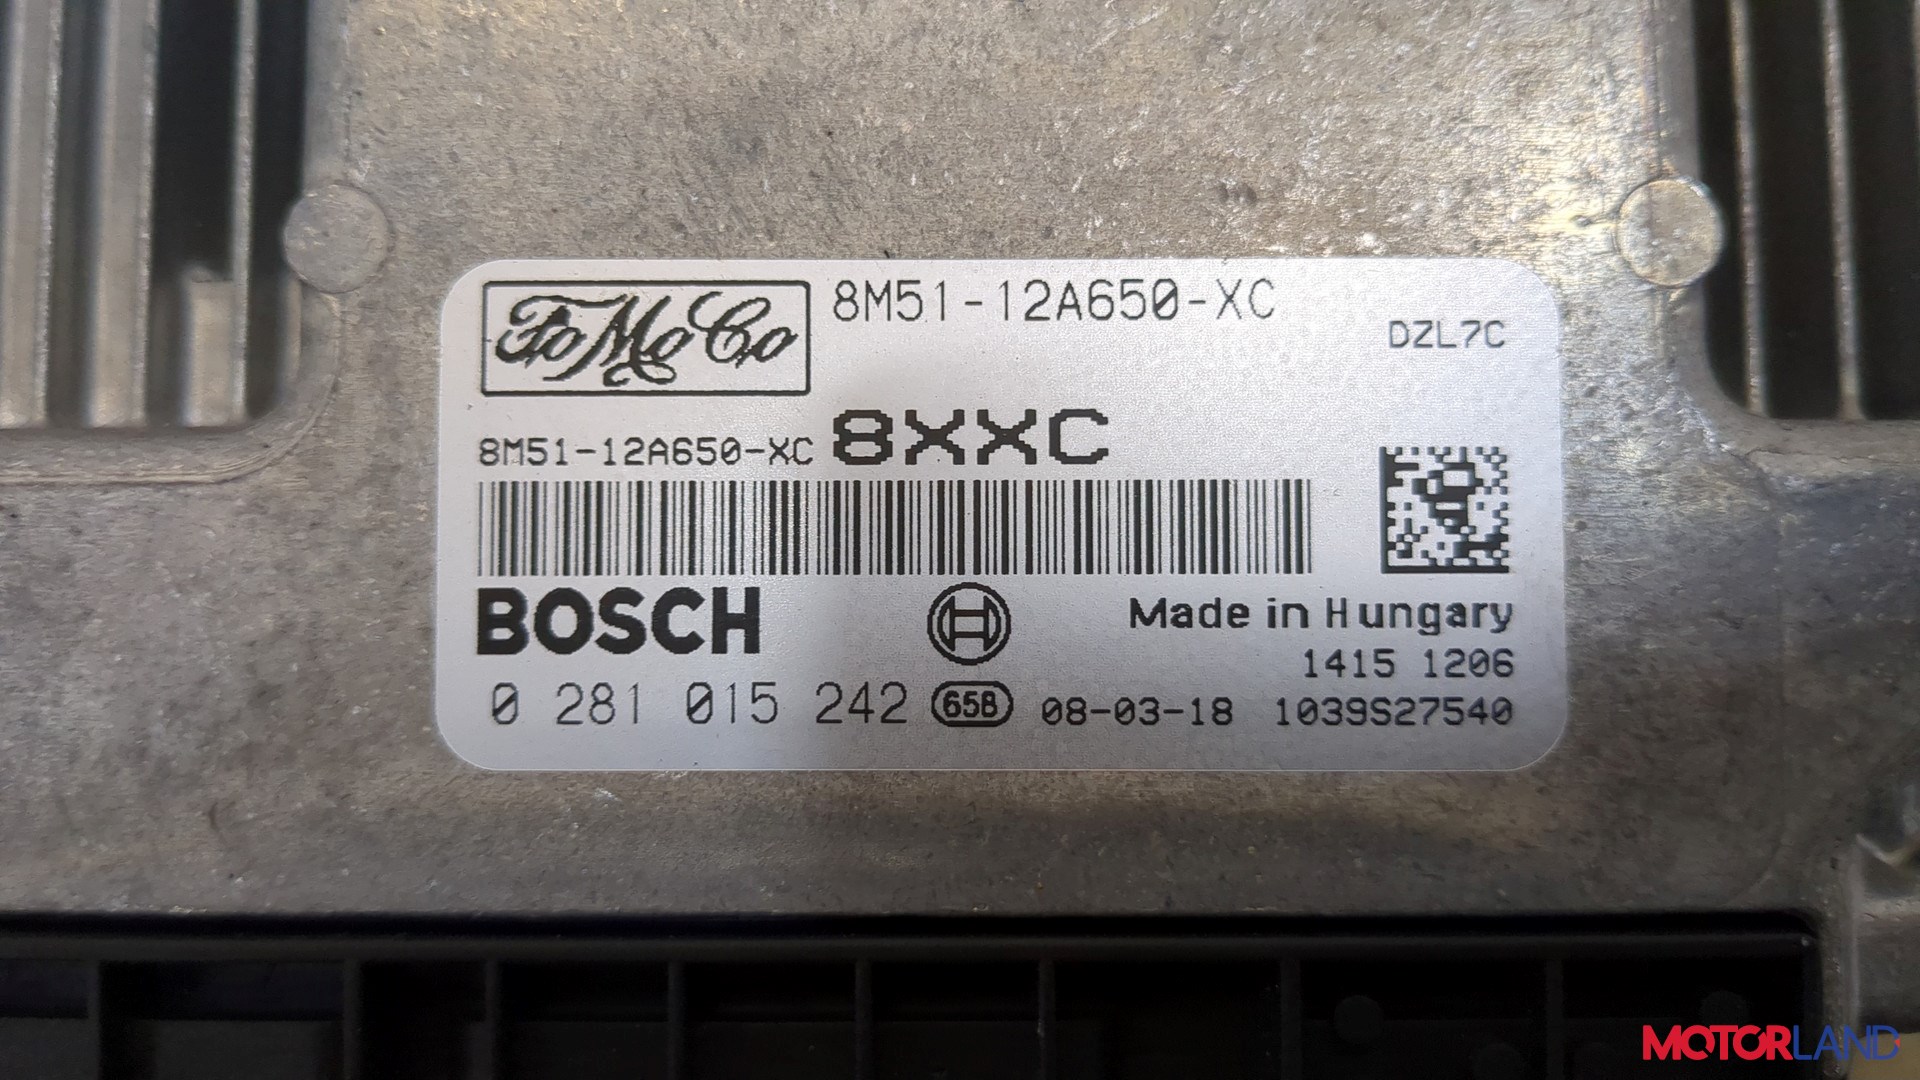 FoMoCo
8M51-12A650-XC
DZL7C
8M51-12A650-XC 8XXC
BOSCH
Made in Hungary
1415 1206
0 281 015 242 65B 08-03-18 1039S27540
MOTORLAND